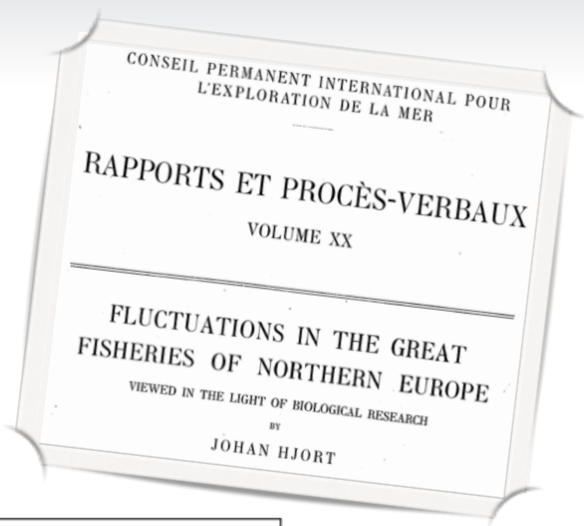 CONSEIL PERMANENT INTERNATIONAL POUR
L'EXPLORATION DE LA MER
RAPPORTS ET PROCÈS-VERBAUX
VOLUME XX
FLUCTUATIONS IN THE GREAT
FISHERIES OF NORTHERN EUROPE
VIEWED IN THE LIGHT OF BIOLOGICAL RESEARCH
BY
JOHAN HJORT